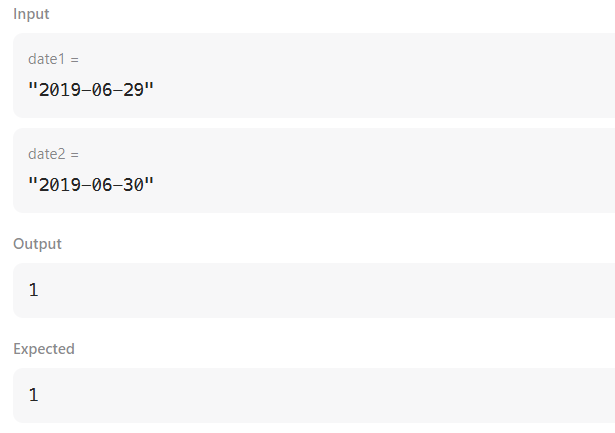 Input
date1 =
"2019-06-29"
date2 =
"2019-06-30"
Output
1
Expected
1